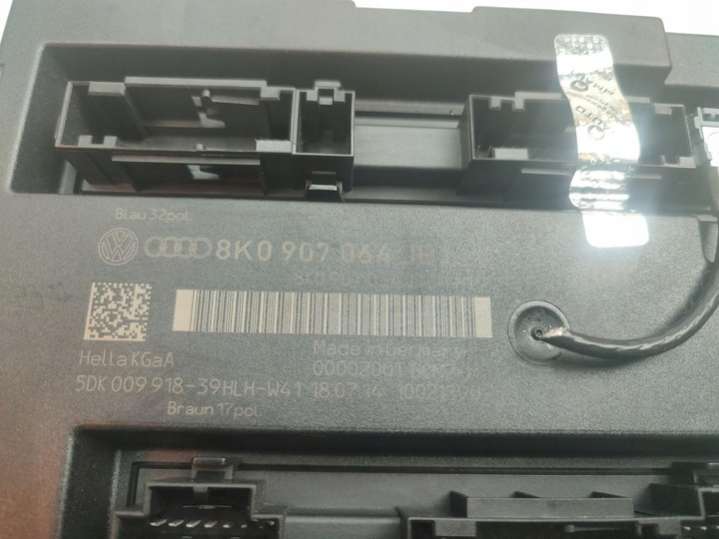 Blau 32pol.
8K0 907 064
Made in Germany
Hella KGaA
5DK 009 918-39HLH-W41 18.07.14
Braun 17pol.